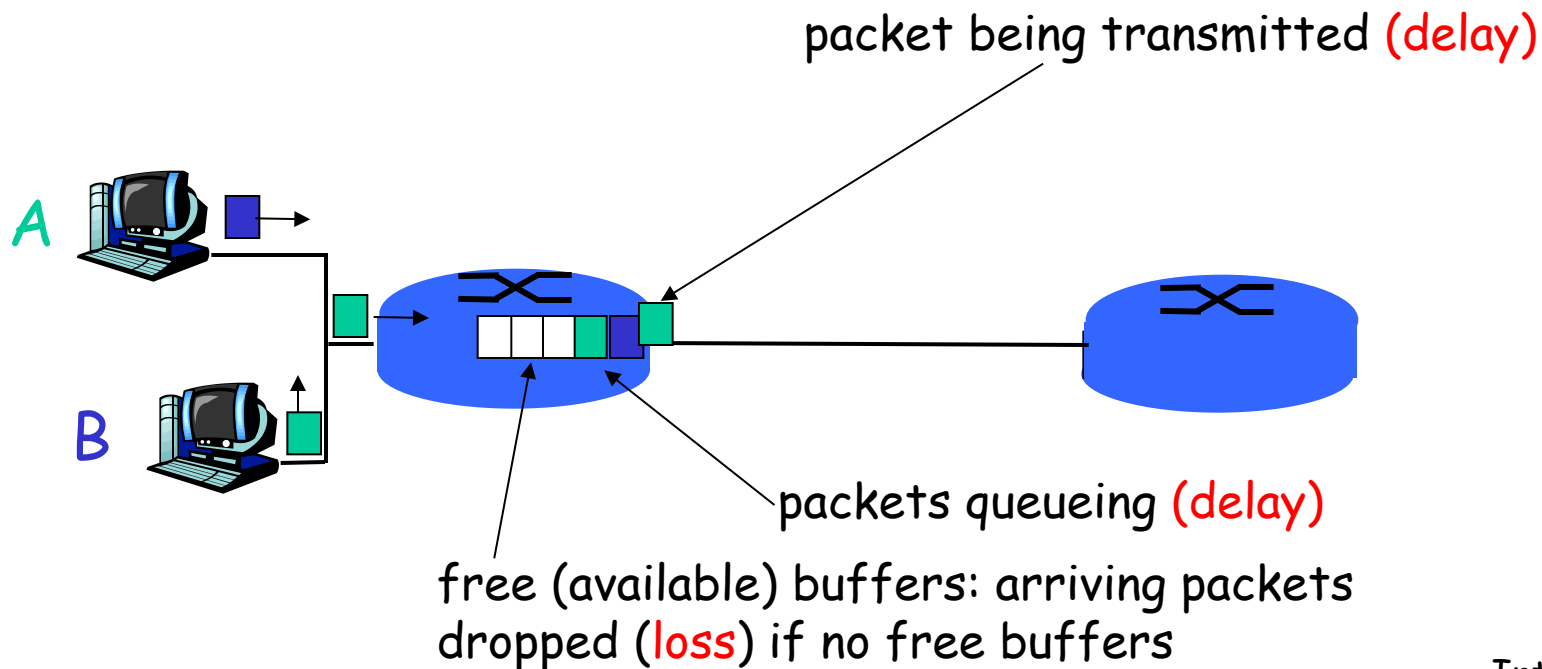 packet being transmitted (delay)
A
B
packets queueing (delay)
free (available) buffers: arriving packets
dropped (loss) if no free buffers